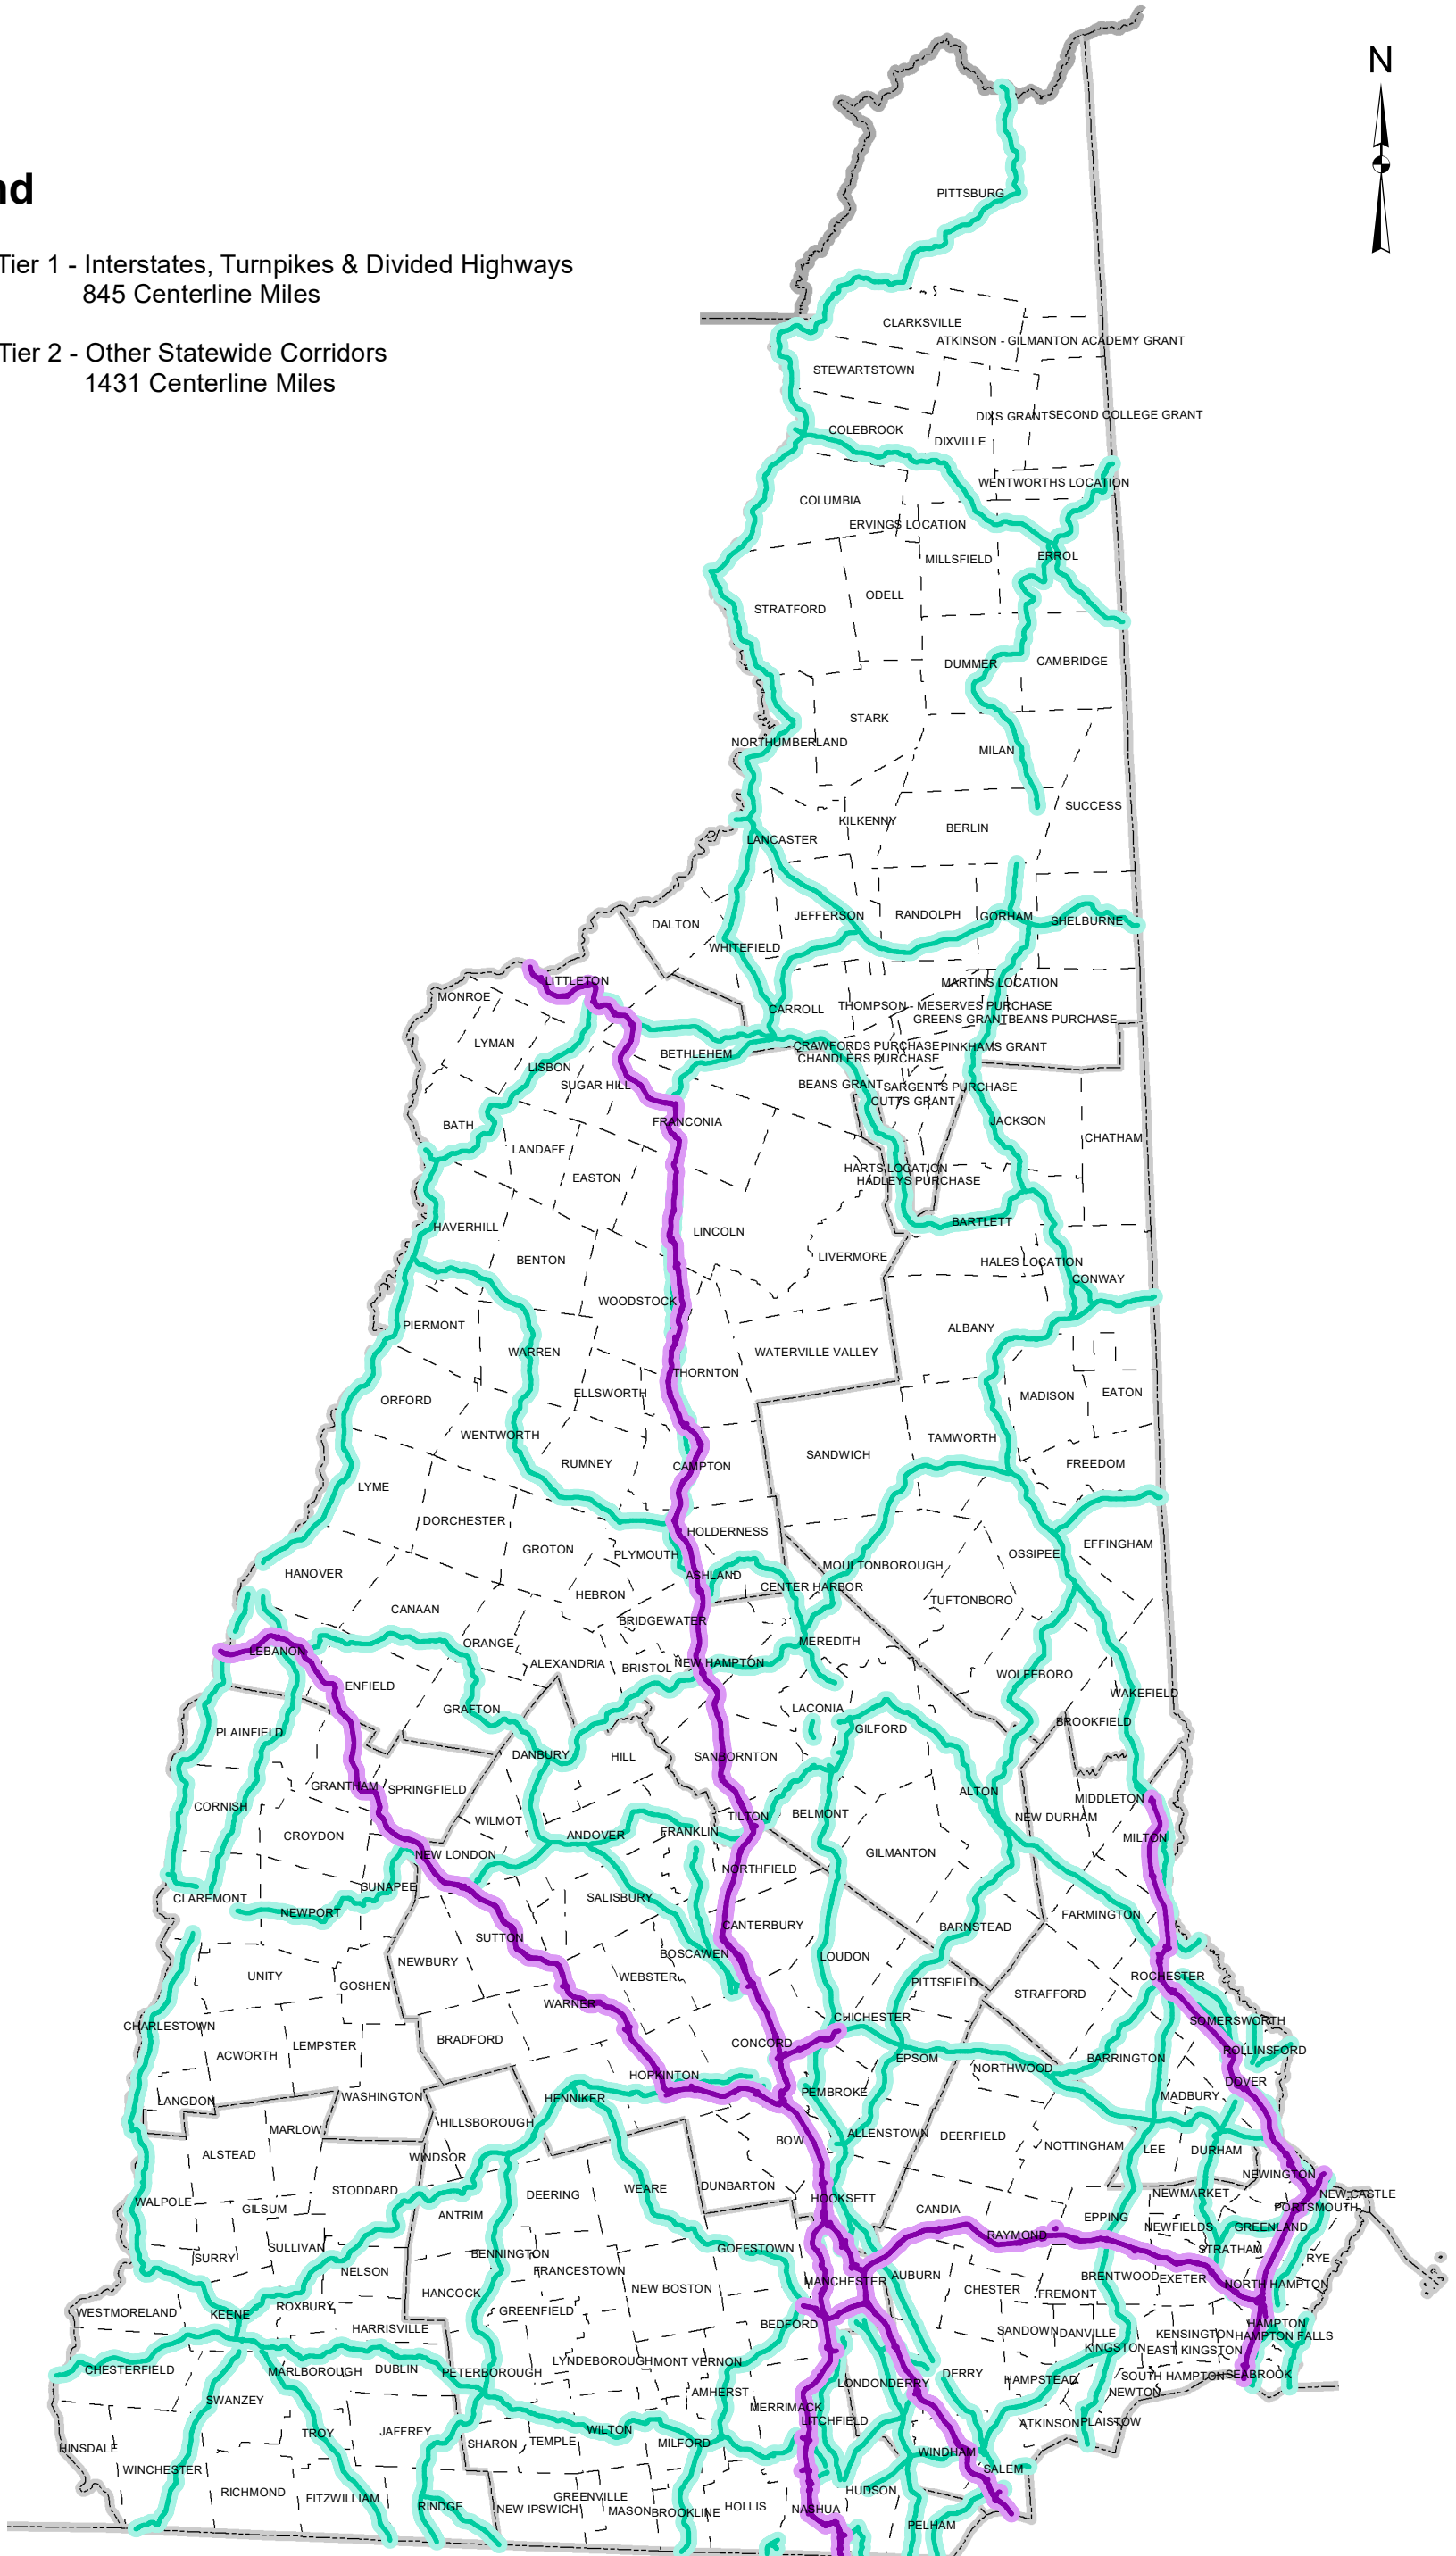 N
nd
Tier 1 - Interstates, Turnpikes & Divided Highways
845 Centerline Miles
Tier 2 - Other Statewide Corridors
1431 Centerline Miles
PITTSBURG
CLARKSVILLE
ATKINSON - GILMANTON ACADEMY GRANT
STEWARTSTOWN
DIXS GRANT
SECOND COLLEGE GRANT
COLEBROOK
DIXVILLE
WENTWORTHS LOCATION
COLUMBIA
ERVINGS LOCATION
MILLSFIELD
ERROL
ODELL
STRATFORD
DUMMER
CAMBRIDGE
STARK
NORTHUMBERLAND
MILAN
SUCCESS
KILKENNY
BERLIN
LANCASTER
JEFFERSON
RANDOLPH
GORHAM
SHELBURNE
DALTON
WHITEFIELD
LITTLETON
MARTINS LOCATION
MONROE
CARROLL
THOMPSON - MESERVES PURCHASE
GREENS GRANT
BEANS PURCHASE
LYMAN
BETHLEHEM
CRAWFORDS PURCHASE
PINKHAMS GRANT
CHANDLERS PURCHASE
LISBON
SUGAR HILL
BEANS GRANT
SARGENTS PURCHASE
CUTTS GRANT
BATH
FRANCONIA
JACKSON
CHATHAM
LANDAFF
EASTON
HARTS LOCATION
HADLEYS PURCHASE
HAVERHILL
LINCOLN
BARTLETT
BENTON
LIVERMORE
HALES LOCATION
CONWAY
WOODSTOCK
PIERMONT
ALBANY
WARREN
WATERVILLE VALLEY
THORNTON
ORFORD
ELLSWORTH
MADISON
EATON
WENTWORTH
TAMWORTH
RUMNEY
CAMPTON
SANDWICH
FREEDOM
LYME
DORCHESTER
HOLDERNESS
GROTON
PLYMOUTH
OSSIPEE
EFFINGHAM
HANOVER
ASHLAND
MOULTONBOROUGH
HEBRON
CENTER HARBOR
TUFTONBORO
CANAAN
BRIDGEWATER
LEBANON
ORANGE
MEREDITH
ALEXANDRIA
BRISTOL
NEW HAMPTON
WOLFEBORO
ENFIELD
WAKEFIELD
GRAFTON
LACONIA
BROOKFIELD
PLAINFIELD
GILFORD
DANBURY
HILL
SANBORNTON
GRANTHAM
SPRINGFIELD
ALTON
MIDDLETON
CORNISH
WILMOT
TILTON
BELMONT
NEW DURHAM
CROYDON
ANDOVER
FRANKLIN
MILTON
NEW LONDON
GILMANTON
NORTHFIELD
SUNAPEE
CLAREMONT
SALISBURY
NEWPORT
FARMINGTON
SUTTON
CANTERBURY
BARNSTEAD
NEWBURY
BOSCAWEN
LOUDON
UNITY
GOSHEN
WEBSTER
PITTSFIELD
ROCHESTER
WARNER
STRAFFORD
CHARLESTOWN
CHICHESTER
SOMERSWORTH
LEMPSTER
BRADFORD
CONCORD
ACWORTH
EPSOM
NORTHWOOD
BARRINGTON
ROLLINSFORD
HOPKINTON
DOVER
LANGDON
WASHINGTON
HENNIKER
PEMBROKE
MADBURY
MARLOW
HILLSBOROUGH
ALLENSTOWN
DEERFIELD
BOW
NOTTINGHAM
LEE
DURHAM
ALSTEAD
WINDSOR
NEWINGTON
STODDARD
DEERING
WEARE
DUNBARTON
NEWMARKET
NEW CASTLE
WALPOLE
GILSUM
HOOKSETT
CANDIA
PORTSMOUTH
ANTRIM
EPPING
NEWFIELDS
GREENLAND
RAYMOND
SULLIVAN
GOFFSTOWN
STRATHAM
SURRY
BENNINGTON
RYE
NELSON
FRANCESTOWN
AUBURN
BRENTWOOD
EXETER
MANCHESTER
NORTH HAMPTON
HANCOCK
NEW BOSTON
CHESTER
FREMONT
ROXBURY
WESTMORELAND
KEENE
GREENFIELD
BEDFORD
HAMPTON
HARRISVILLE
SANDOWN
DANVILLE
KENSINGTON
HAMPTON FALLS
KINGSTON
EAST KINGSTON
LYNDEBOROUGH
MONT VERNON
CHESTERFIELD
MARLBOROUGH
DUBLIN
PETERBOROUGH
DERRY
HAMPSTEAD
SOUTH HAMPTON
SEABROOK
LONDONDERRY
AMHERST
NEWTON
SWANZEY
MERRIMACK
LITCHFIELD
ATKINSON
PLAISTOW
TROY
JAFFREY
WILTON
SHARON
TEMPLE
MILFORD
HINSDALE
WINDHAM
WINCHESTER
SALEM
RICHMOND
FITZWILLIAM
HUDSON
GREENVILLE
RINDGE
NEW IPSWICH
MASON
BROOKLINE
HOLLIS
NASHUA
PELHAM